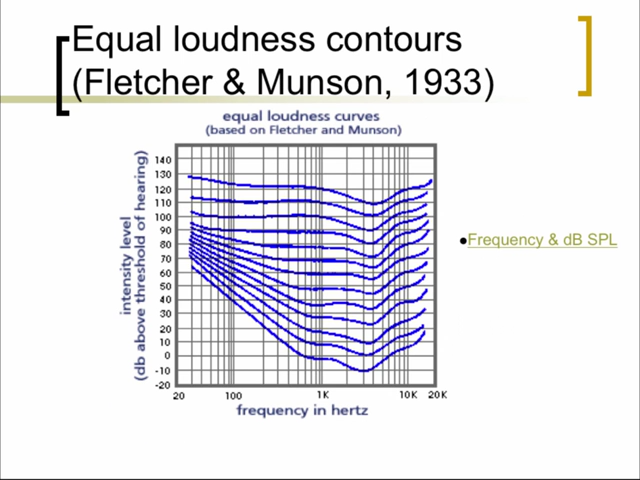 Equal loudness contours
(Fletcher & Munson, 1933)
equal loudness curves
(based on Fletcher and Munson)
intensity level
(db above threshold of hearing)
140
130
120
110
100
90
80
70
60
50
40
30
20
10
0
-10
-20
20
100
1K
10K
20K
frequency in hertz
•Frequency & dB SPL